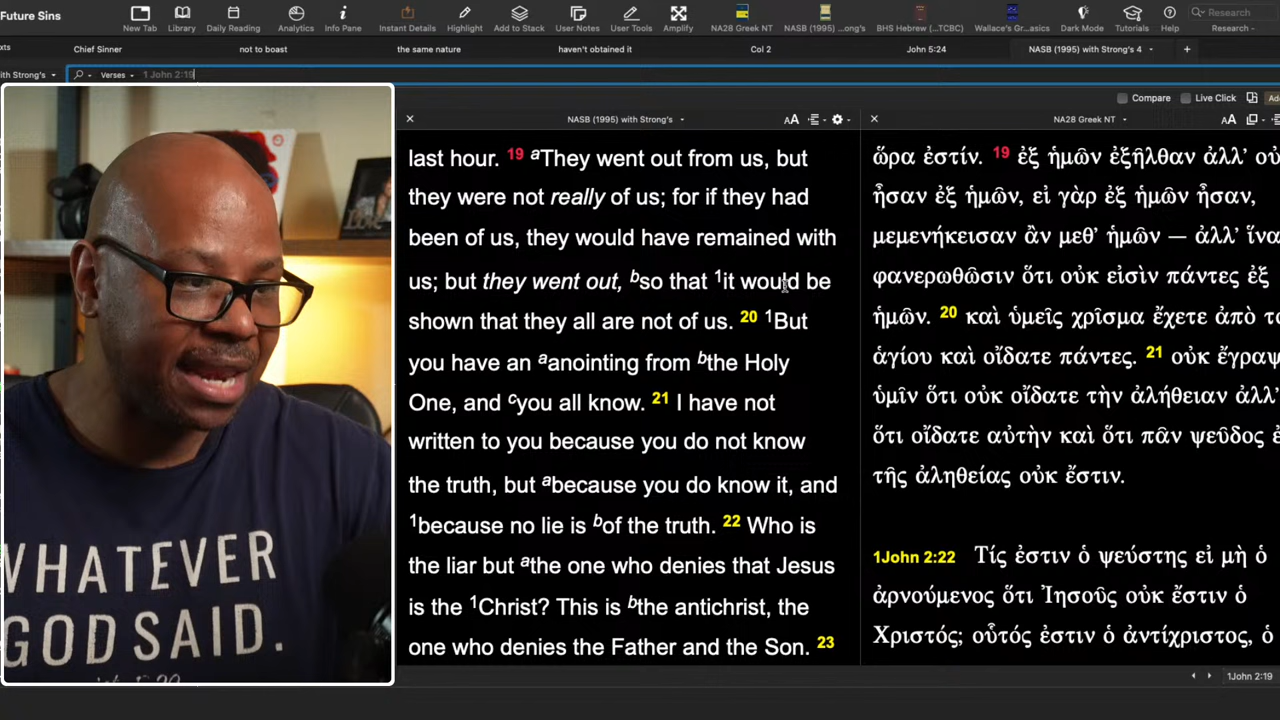 Future Sins
New Tab
Library
Daily Reading
Analytics
Info Pane
Instant Details
Highlight
Add to Stack
User Notes
User Tools
Amplify
NA28 Greek NT
NASB (1995) ...ong's
BHS Hebrew (...TCBC)
Wallace's Gr...asics
Dark Mode
Tutorials
Help
Research
Research
Chief Sinner
not to boast
the same nature
haven't obtained it
Col 2
John 5:24
NASB (1995) with Strong's 4
ith Strong's
Verses
1 John 2:19
Compare
Live Click
NASB (1995) with Strong's
AA
last hour. 19 aThey went out from us, but
they were not really of us; for if they had
been of us, they would have remained with
us; but they went out, bso that 1it would be
shown that they all are not of us. 20 1But
you have an aanointing from bthe Holy
One, and cyou all know. 21 I have not
written to you because you do not know
the truth, but abecause you do know it, and
1because no lie is bof the truth. 22 Who is
the liar but athe one who denies that Jesus
is the 1Christ? This is bthe antichrist, the
one who denies the Father and the Son. 23
NA28 Greek NT
AA
ὥρα ἐστίν. 19 ἐξ ἡμῶν ἐξῆλθαν ἀλλ’ οὐ
ἦσαν ἐξ ἡμῶν, εἰ γὰρ ἐξ ἡμῶν ἦσαν,
μεμενήκεισαν ἂν μεθ’ ἡμῶν — ἀλλ’ ἵνα
φανερωθῶσιν ὅτι οὐκ εἰσὶν πάντες ἐξ
ἡμῶν. 20 καὶ ὑμεῖς χρῖσμα ἔχετε ἀπὸ τα
ἁγίου καὶ οἴδατε πάντες. 21 οὐκ ἔγραψ
ὑμῖν ὅτι οὐκ οἴδατε τὴν ἀλήθειαν ἀλλ’
ὅτι οἴδατε αὐτὴν καὶ ὅτι πᾶν ψεῦδος ἐ
τῆς ἀληθείας οὐκ ἔστιν.
1John 2:22 Τίς ἐστιν ὁ ψεύστης εἰ μὴ ὁ
ἀρνούμενος ὅτι Ἰησοῦς οὐκ ἔστιν ὁ
Χριστός; οὗτός ἐστιν ὁ ἀντίχριστος, ὁ
1John 2:19
WHATEVER
GOD SAID.